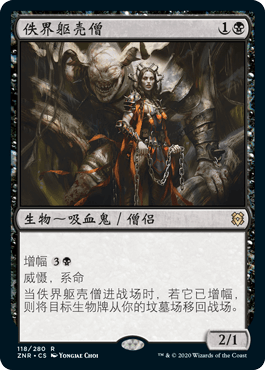 佚界躯壳僧 1
生物～吸血鬼 / 僧侣
增幅 3
威慑，系命
当佚界躯壳僧进战场时，若它已增幅，
则将目标生物牌从你的坟墓场移回战场。
2/1
118/280 R
ZNR • CS YONGJAE CHOI
™ & © 2020 Wizards of the Coast